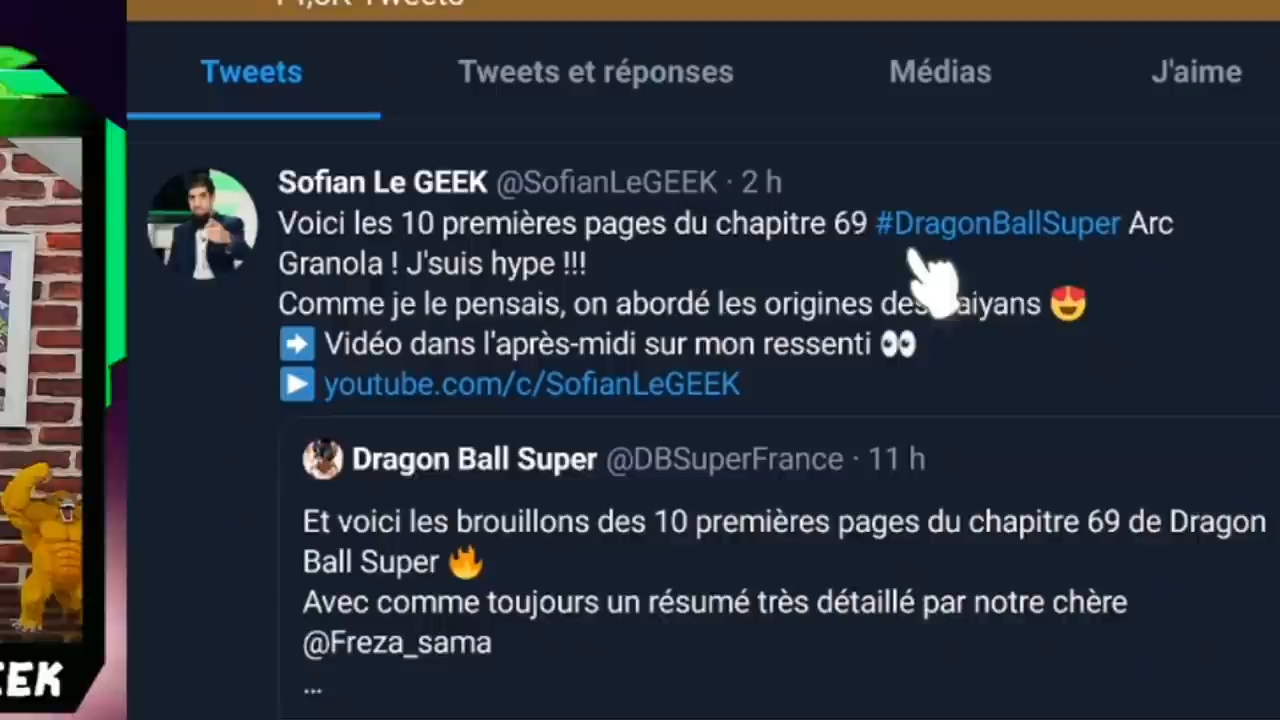 Tweets
Tweets et réponses
Médias
J'aime
Sofian Le GEEK @SofianLeGEEK · 2 h
Voici les 10 premières pages du chapitre 69 #DragonBallSuper Arc
Granola ! J'suis hype !!!
Comme je le pensais, on abordé les origines des aiyans 😍
➡️ Vidéo dans l'après-midi sur mon ressenti 👀
▶️ youtube.com/c/SofianLeGEEK
Dragon Ball Super @DBSuperFrance · 11 h
Et voici les brouillons des 10 premières pages du chapitre 69 de Dragon
Ball Super 🔥
Avec comme toujours un résumé très détaillé par notre chère
@Freza_sama
...